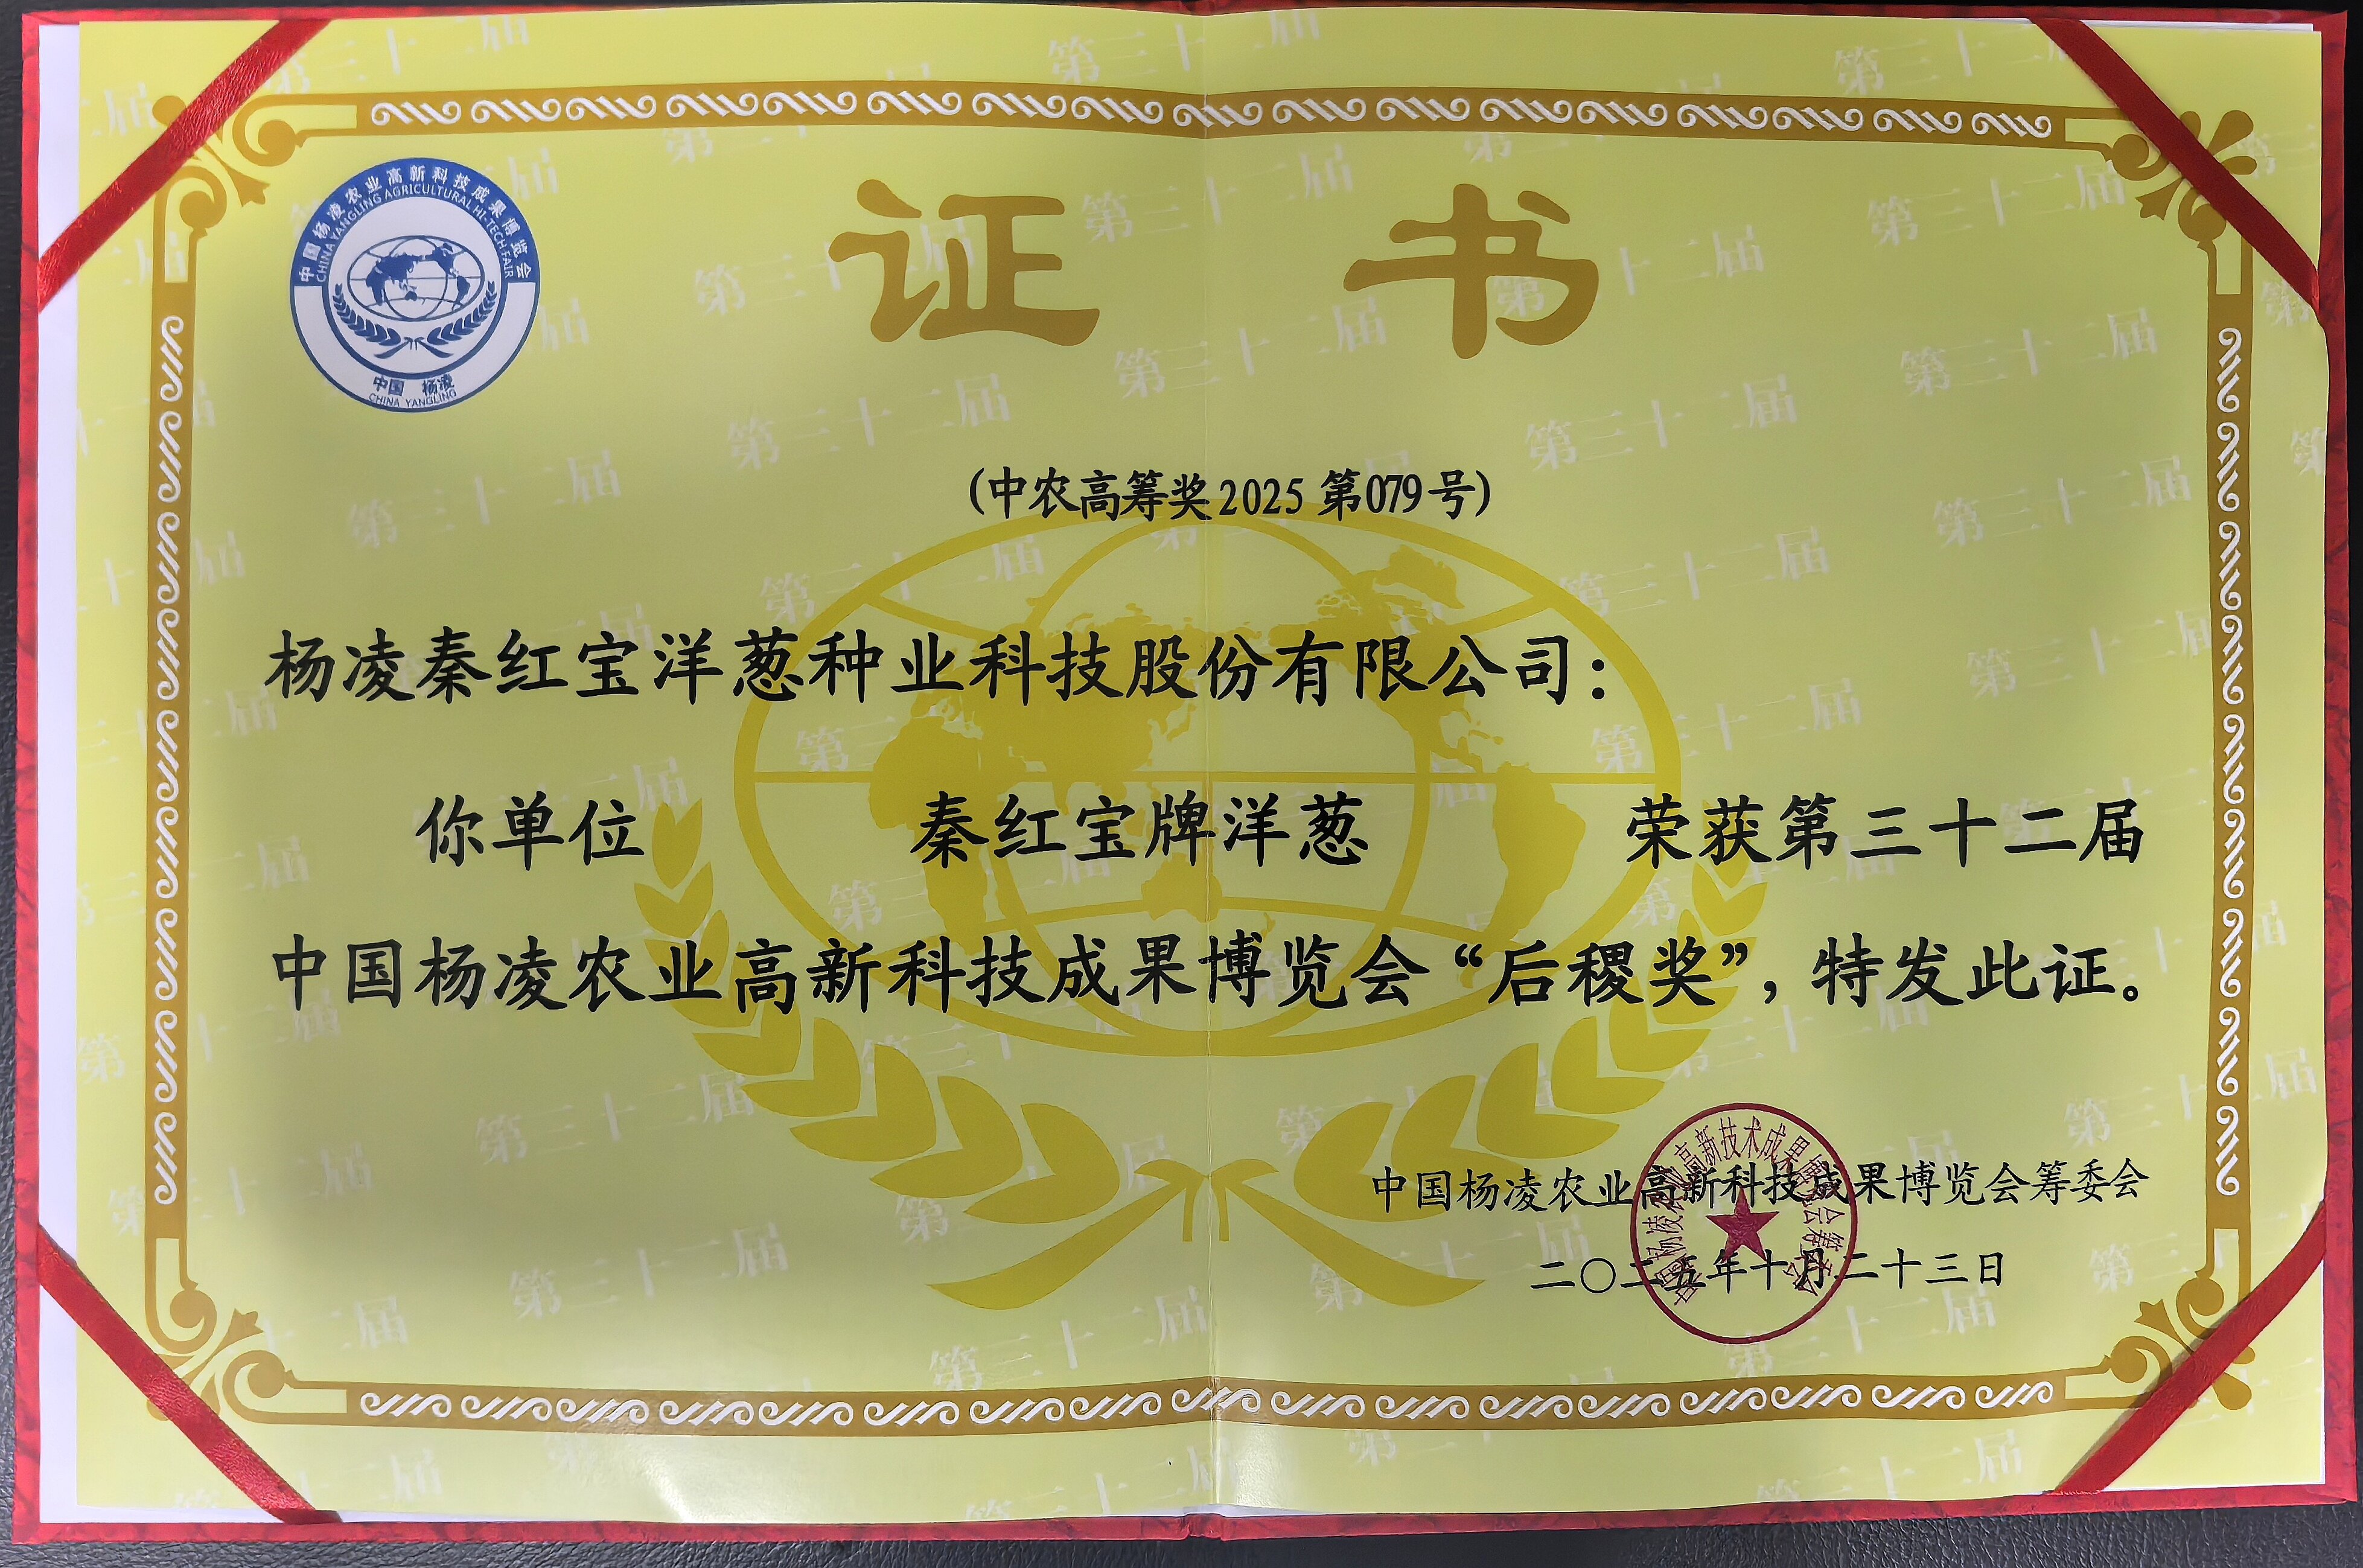 中国杨凌农业高新科技成果博览会
CHINA YANGLING AGRICULTURAL HI-TECH FAIR
中国 杨凌
CHINA YANGLING
证书
(中农高筹奖2025第079号)
杨凌秦红宝洋葱种业科技股份有限公司:
你单位 秦红宝牌洋葱 荣获第三十二届
中国杨凌农业高新科技成果博览会“后稷奖”, 特发此证。
中国杨凌农业高新科技成果博览会筹委会
二〇二五年十月二十三日
第三十二届